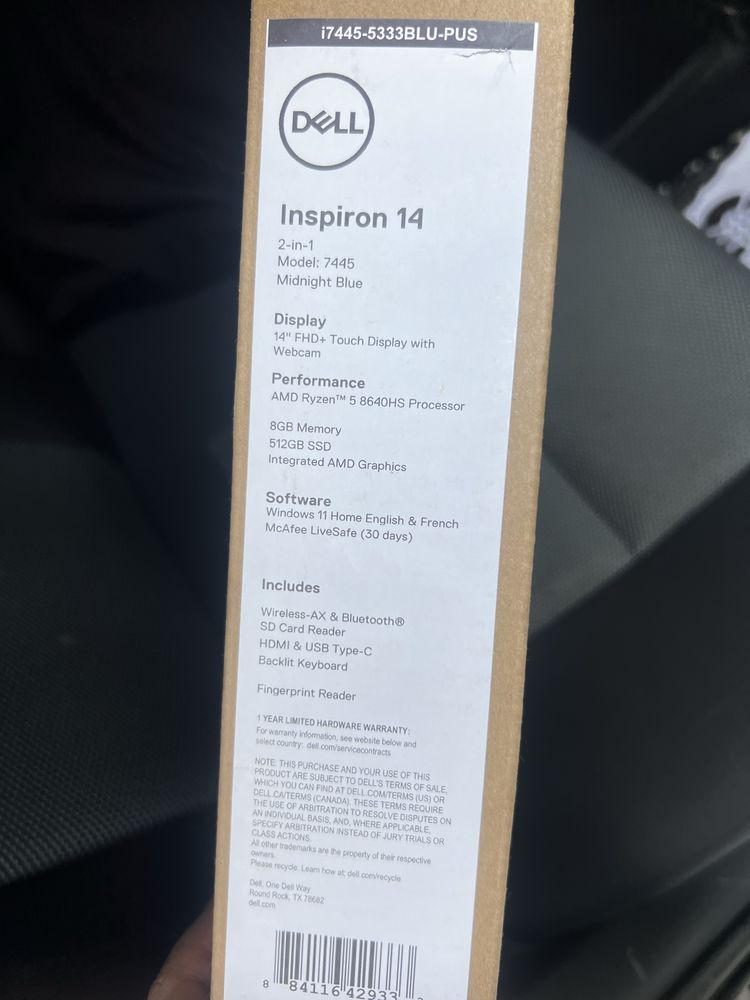 i7445-5333BLU-PUS
DELL
Inspiron 14
2-in-1
Model: 7445
Midnight Blue
Display
14" FHD+ Touch Display with
Webcam
Performance
AMD Ryzen™ 5 8640HS Processor
8GB Memory
512GB SSD
Integrated AMD Graphics
Software
Windows 11 Home English & French
McAfee LiveSafe (30 days)
Includes
Wireless-AX & Bluetooth®
SD Card Reader
HDMI & USB Type-C
Backlit Keyboard
Fingerprint Reader
1 YEAR LIMITED HARDWARE WARRANTY:
For warranty information, see website below and
select country: dell.com/servicecontracts
NOTE: THIS PURCHASE AND YOUR USE OF THIS
PRODUCT ARE SUBJECT TO DELL'S TERMS OF SALE,
WHICH YOU CAN FIND AT DELL.COM/TERMS (US) OR
DELL.CA/TERMS (CANADA). THESE TERMS REQUIRE
THE USE OF ARBITRATION TO RESOLVE DISPUTES ON
AN INDIVIDUAL BASIS, AND, WHERE APPLICABLE,
SPECIFY ARBITRATION INSTEAD OF JURY TRIALS OR
CLASS ACTIONS.
All other trademarks are the property of their respective
owners.
Please recycle. Learn how at: dell.com/recycle
Dell, One Dell Way
Round Rock, TX 78682
dell.com
8 84116 42933